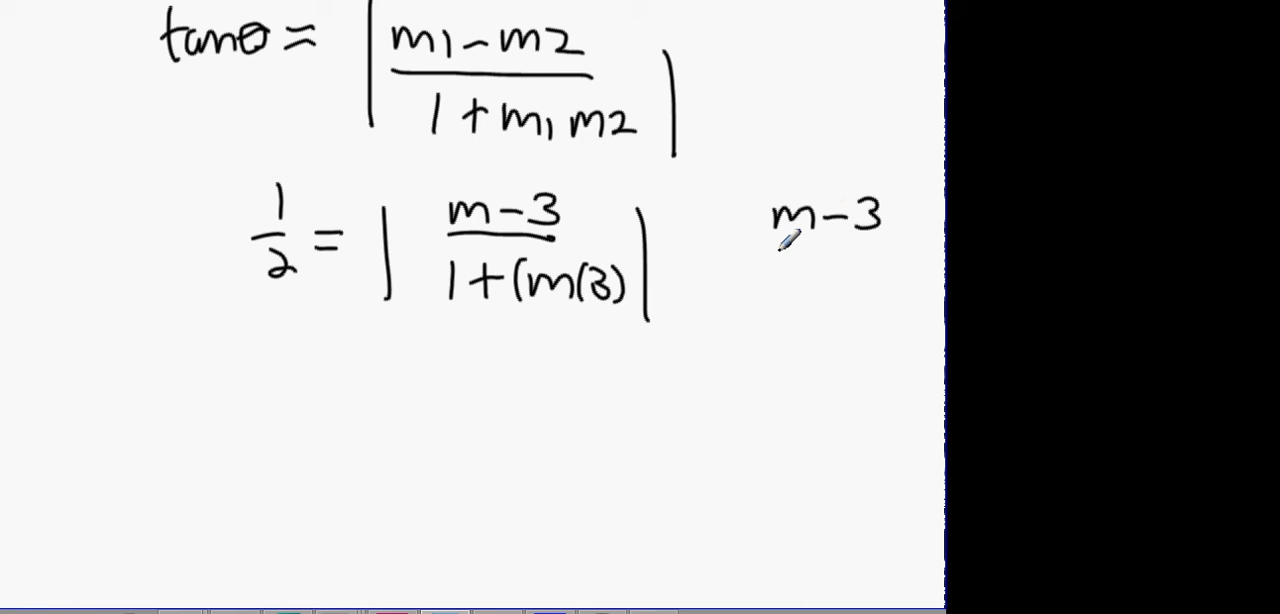 tanθ = | m1 - m2 / 1 + m1 m2 |
1/2 = | m - 3 / 1 + (m(3) | m - 3